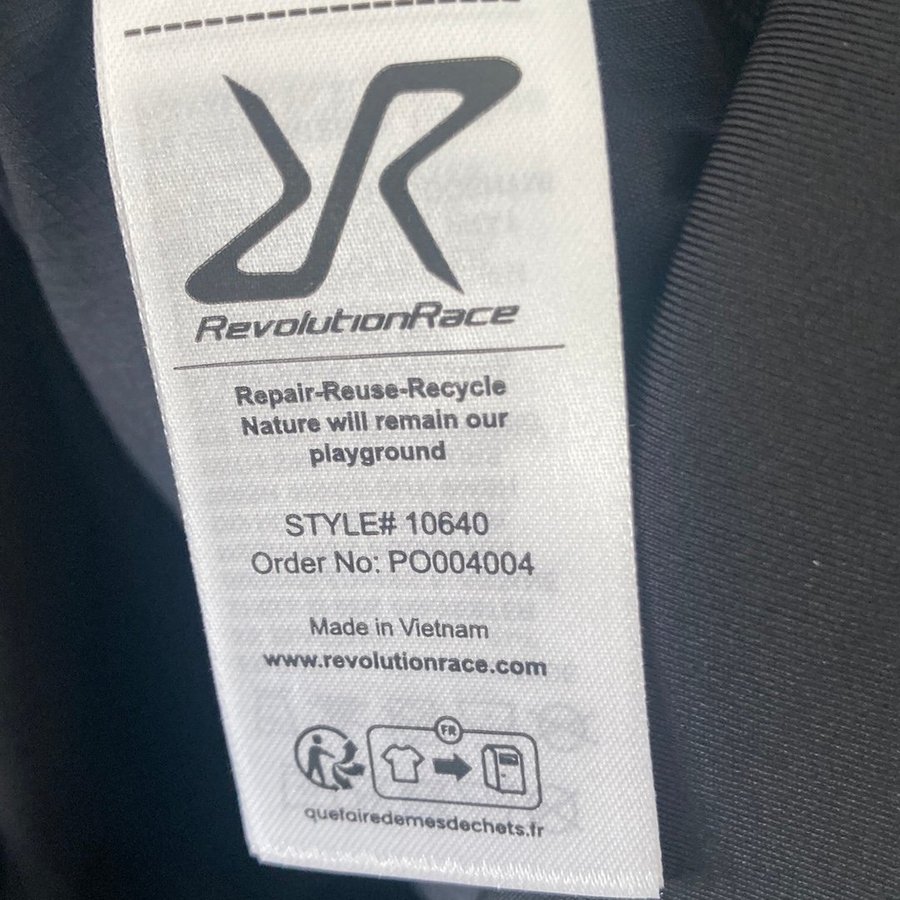 RevolutionRace
Repair-Reuse-Recycle
Nature will remain our
playground
STYLE# 10640
Order No: PO004004
Made in Vietnam
www.revolutionrace.com
FR
quefairedemesdechets.fr